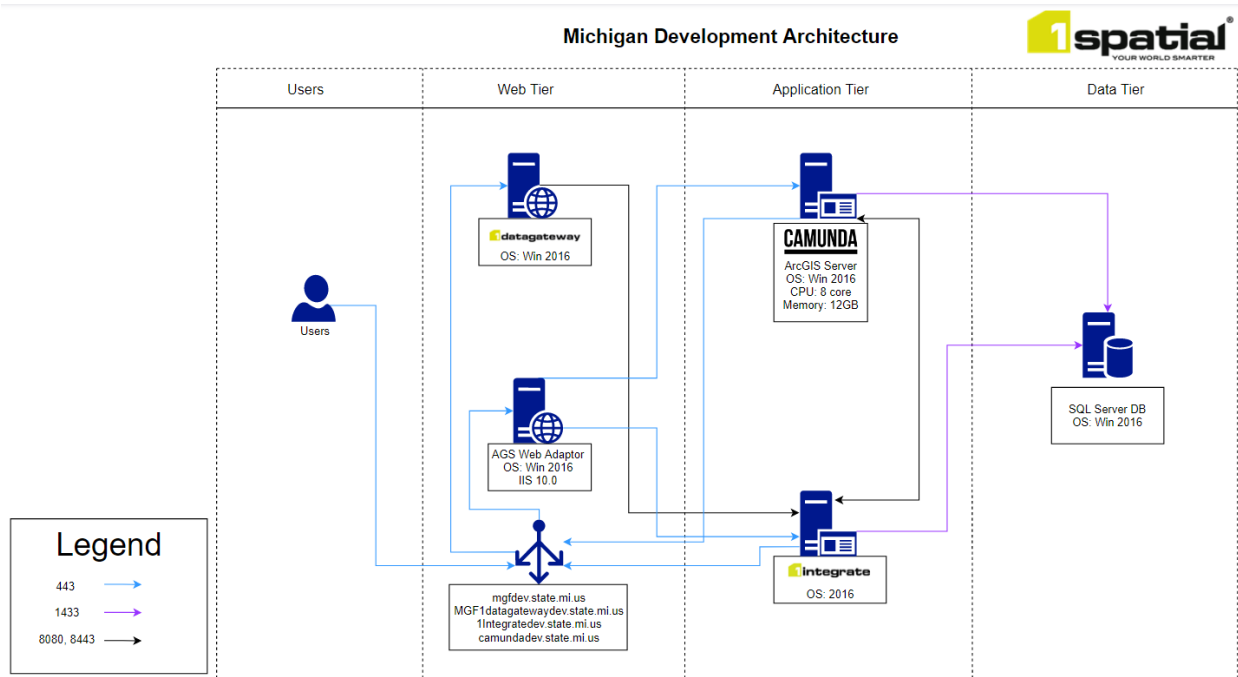 Michigan Development Architecture
1spatial®
YOUR WORLD SMARTER
Users
Web Tier
Application Tier
Data Tier
1datagateway
OS: Win 2016
CAMUNDA
ArcGIS Server
OS: Win 2016
CPU: 8 core
Memory: 12GB
Users
SQL Server DB
OS: Win 2016
AGS Web Adaptor
OS: Win 2016
IIS 10.0
1integrate
OS: 2016
mgfdev.state.mi.us
MGF1datagatewaydev.state.mi.us
1Integratedev.state.mi.us
camundadev.state.mi.us
Legend
443
1433
8080, 8443